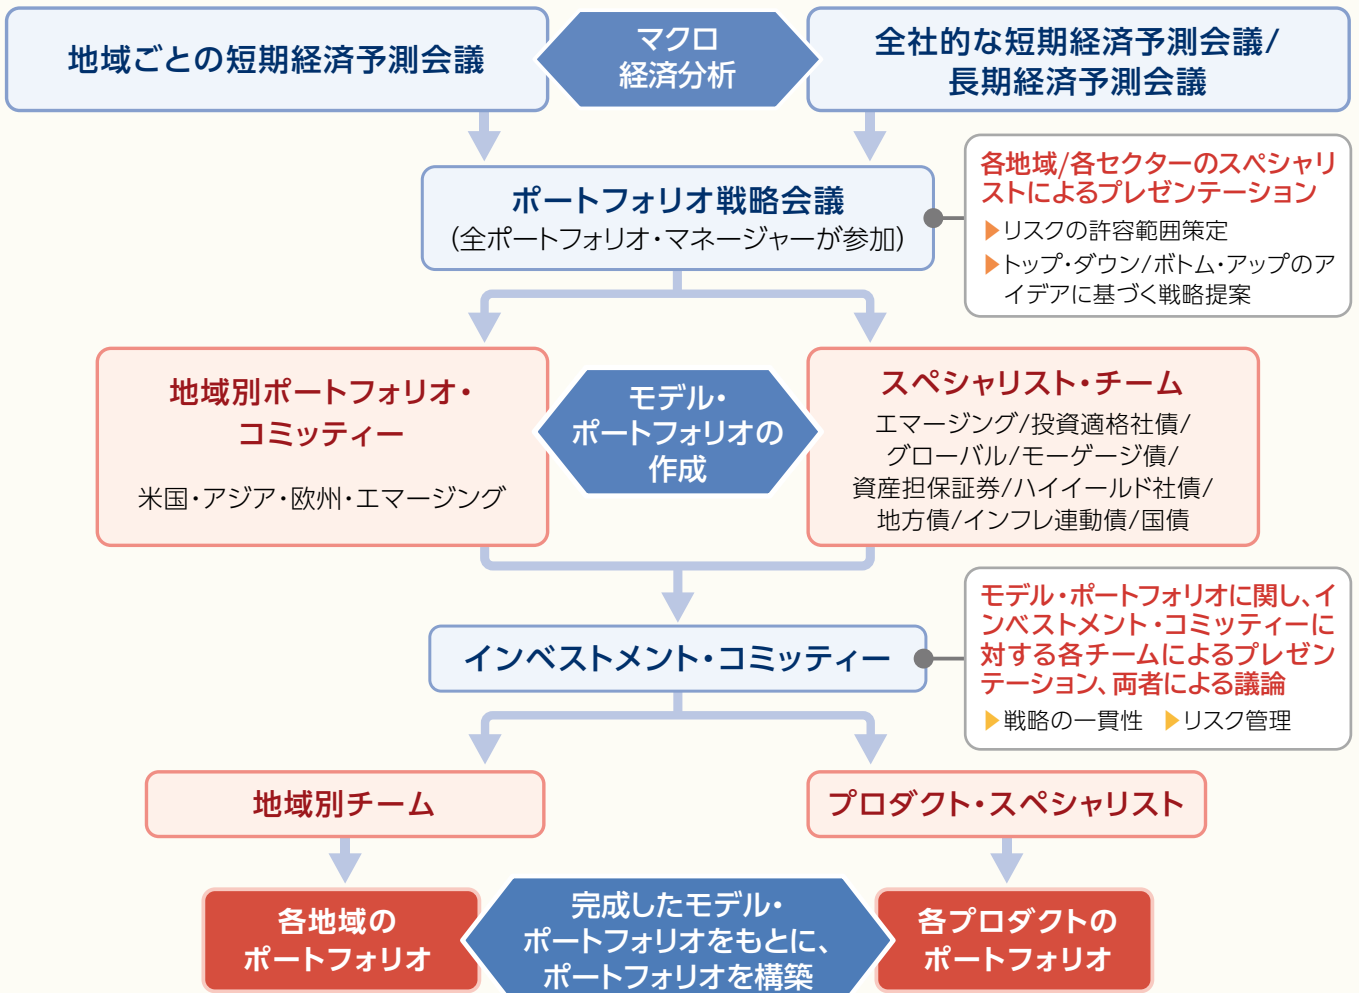 地域ごとの短期経済予測会議
マクロ
経済分析
全社的な短期経済予測会議/
長期経済予測会議
ポートフォリオ戦略会議
(全ポートフォリオ・マネージャーが参加)
各地域/各セクターのスペシャリ
ストによるプレゼンテーション
▶リスクの許容範囲策定
▶トップ・ダウン/ボトム・アップのア
イデアに基づく戦略提案
地域別ポートフォリオ・
コミッティー
米国・アジア・欧州・エマージング
モデル・
ポートフォリオの
作成
スペシャリスト・チーム
エマージング/投資適格社債/
グローバル/モーゲージ債/
資産担保証券/ハイイールド社債/
地方債/インフレ連動債/国債
インベストメント・コミッティー
モデル・ポートフォリオに関し、イ
ンベストメント・コミッティーに
対する各チームによるプレゼン
テーション、両者による議論
▶戦略の一貫性 ▶リスク管理
地域別チーム
プロダクト・スペシャリスト
各地域の
ポートフォリオ
完成したモデル・
ポートフォリオをもとに、
ポートフォリオを構築
各プロダクトの
ポートフォリオ